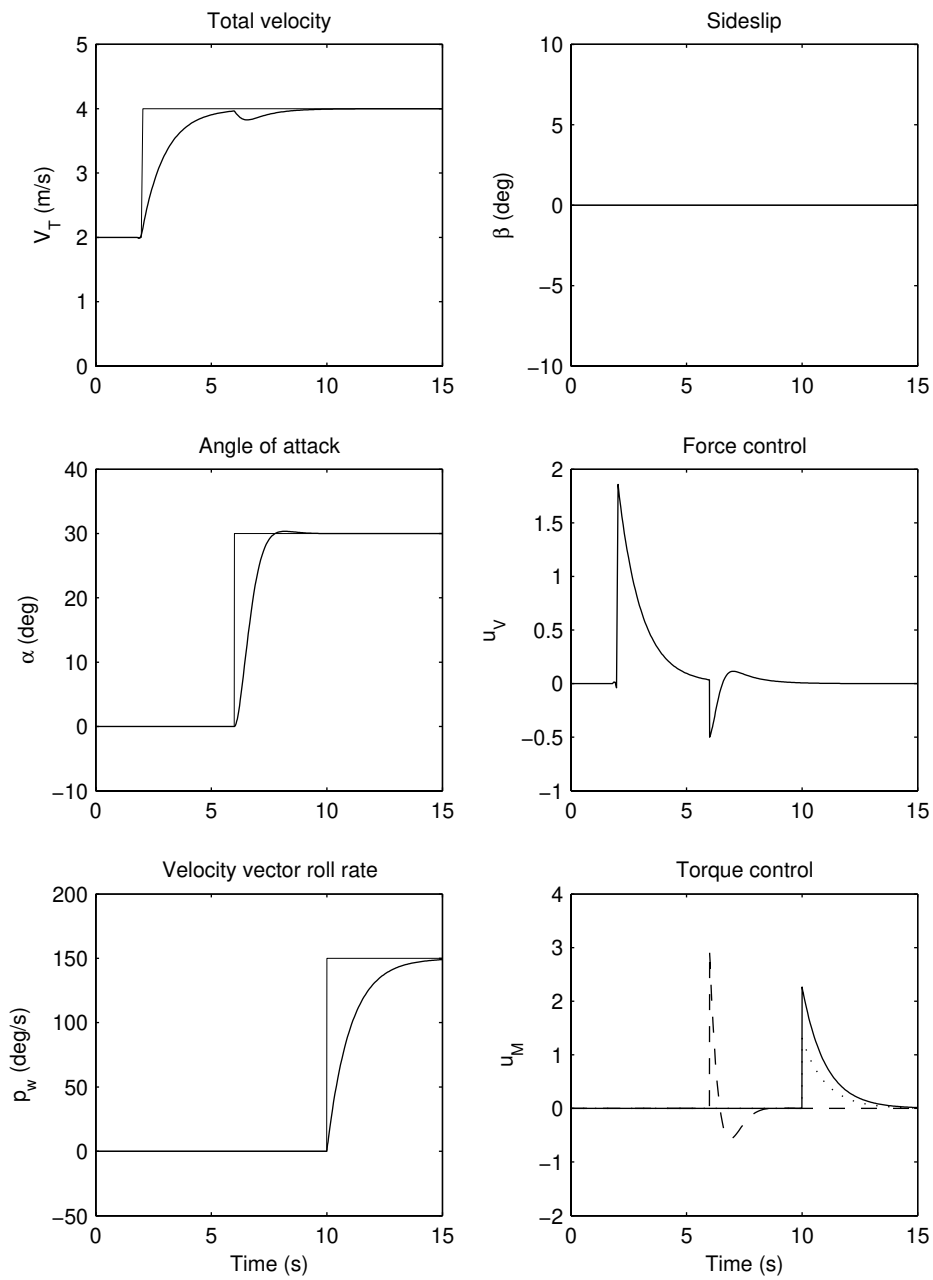 Total velocity
5
4
3
2
1
0
V_T (m/s)
0 5 10 15
Sideslip
10
5
0
−5
−10
β (deg)
0 5 10 15
Angle of attack
40
30
20
10
0
−10
α (deg)
0 5 10 15
Force control
2
1.5
1
0.5
0
−0.5
−1
u_V
0 5 10 15
Velocity vector roll rate
200
150
100
50
0
−50
p_w (deg/s)
0 5 10 15
Time (s)
Torque control
4
3
2
1
0
−1
−2
u_M
0 5 10 15
Time (s)